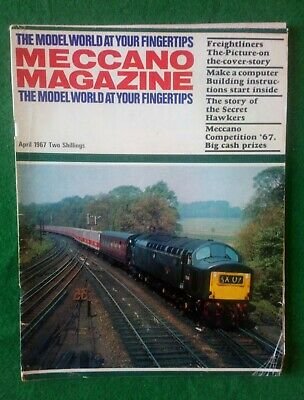 THE MODEL WORLD AT YOUR FINGERTIPS
MECCANO
MAGAZINE
THE MODEL WORLD AT YOUR FINGERTIPS
April 1967 Two Shillings
Freightliners
The-Picture-on
the-cover-story
Make a computer
Building instruc-
tions start inside
The story of
the Secret
Hawkers
Meccano
Competition '67.
Big cash prizes